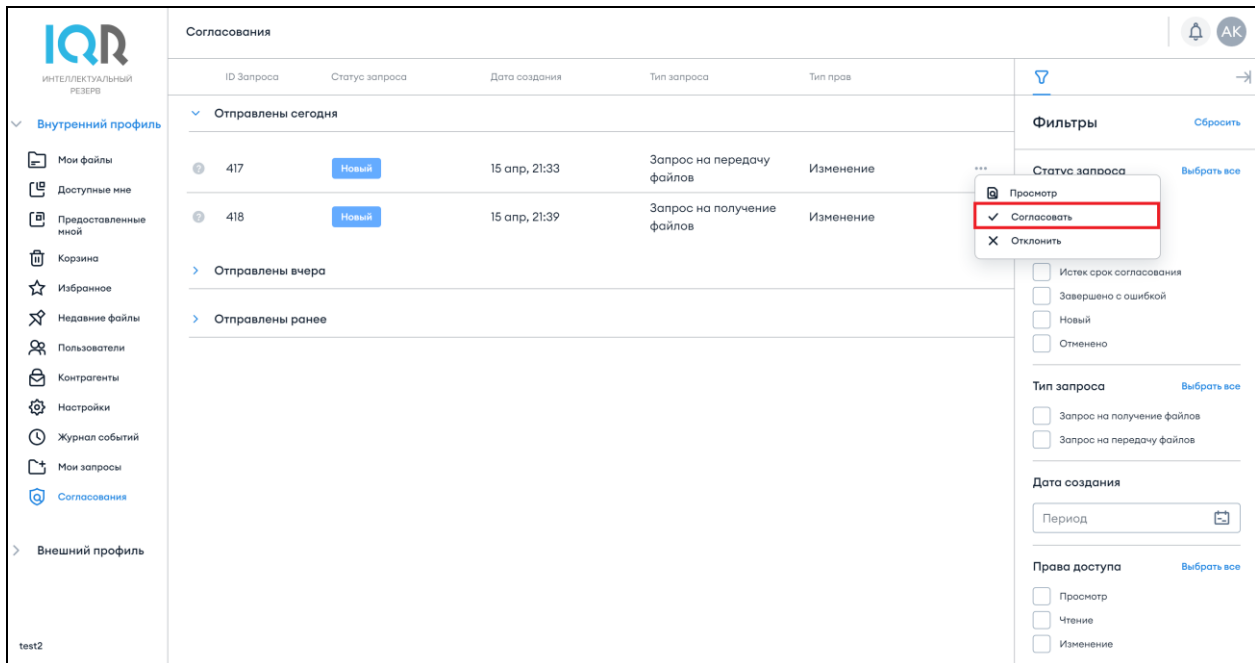 IQR
ИНТЕЛЛЕКТУАЛЬНЫЙ
РЕЗЕРВ
Внутренний профиль
Мои файлы
Доступные мне
Предоставленные
мной
Корзина
Избранное
Недавние файлы
Пользователи
Контрагенты
Настройки
Журнал событий
Мои запросы
Согласования
Внешний профиль
test2
Согласования
AK
ID Запроса Статус запроса Дата создания Тип запроса Тип прав
Отправлены сегодня
417 Новый 15 апр, 21:33 Запрос на передачу
файлов Изменение ...
418 Новый 15 апр, 21:39 Запрос на получение
файлов Изменение
Отправлены вчера
Отправлены ранее
Просмотр
Согласовать
Отклонить
Фильтры Сбросить
Статус запроса Выбрать все
Истек срок согласования
Завершено с ошибкой
Новый
Отменено
Тип запроса Выбрать все
Запрос на получение файлов
Запрос на передачу файлов
Дата создания
Период
Права доступа Выбрать все
Просмотр
Чтение
Изменение